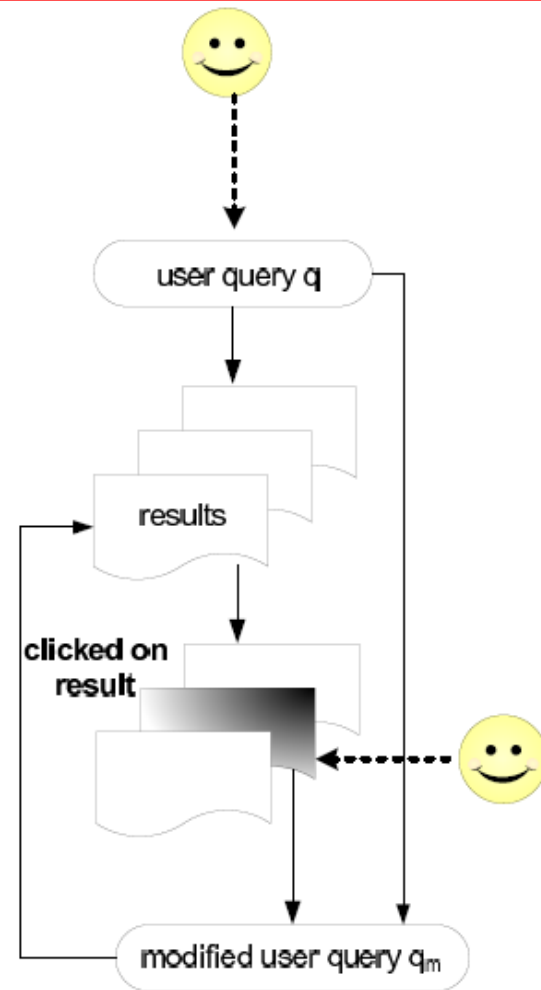 user query q
results
clicked on
result
modified user query qm